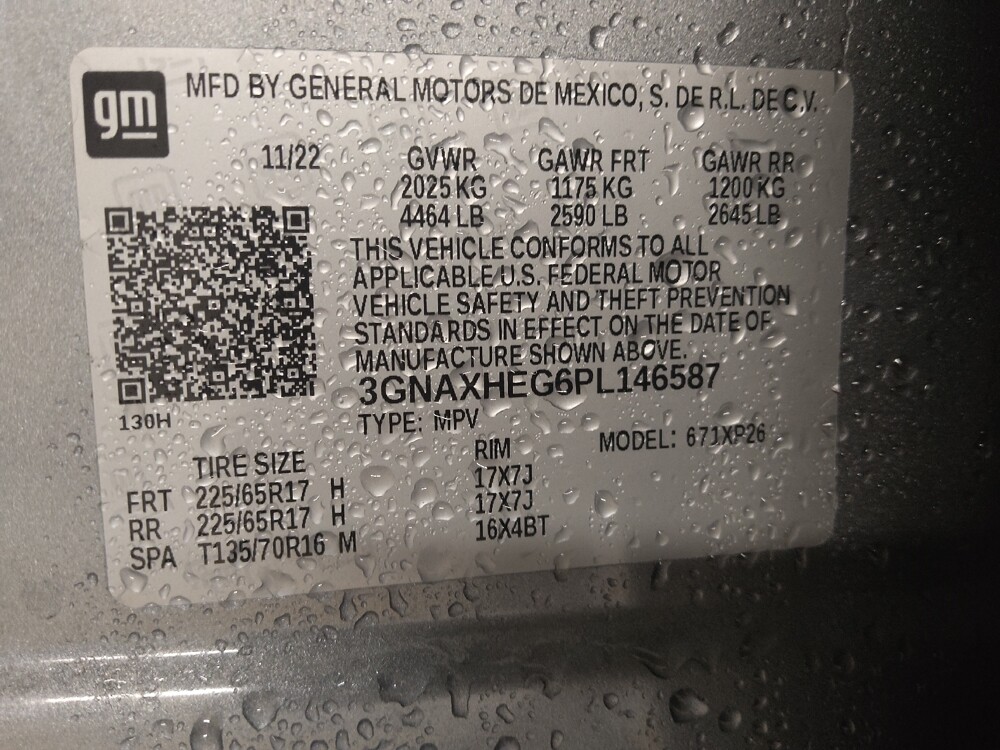 gm
MFD BY GENERAL MOTORS DE MEXICO, S. DE R.L. DE C.V.
11/22 GVWR GAWR FRT GAWR RR
2025 KG 1175 KG 1200 KG
4464 LB 2590 LB 2645 LB
THIS VEHICLE CONFORMS TO ALL
APPLICABLE U.S. FEDERAL MOTOR
VEHICLE SAFETY AND THEFT PREVENTION
STANDARDS IN EFFECT ON THE DATE OF
MANUFACTURE SHOWN ABOVE.
3GNAXHEG6PL146587
130H
TYPE: MPV MODEL: 671XP26
TIRE SIZE RIM
FRT 225/65R17 H 17X7J
RR 225/65R17 H 17X7J
SPA T135/70R16 M 16X4BT